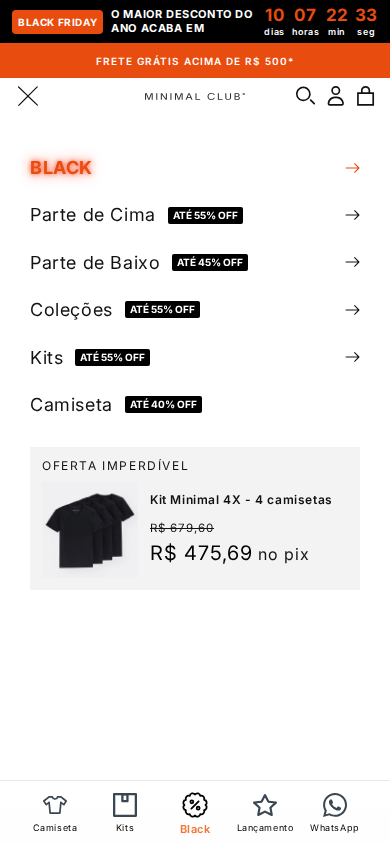 BLACK FRIDAY
O MAIOR DESCONTO DO
ANO ACABA EM
10 07 22 33
dias horas min seg
FRETE GRÁTIS ACIMA DE R$ 500*
MINIMAL CLUB
BLACK
Parte de Cima ATÉ 55% OFF
Parte de Baixo ATÉ 45% OFF
Coleções ATÉ 55% OFF
Kits ATÉ 55% OFF
Camiseta ATÉ 40% OFF
OFERTA IMPERDÍVEL
Kit Minimal 4X - 4 camisetas
R$ 679,60
R$ 475,69 no pix
Camiseta Kits Black Lançamento WhatsApp